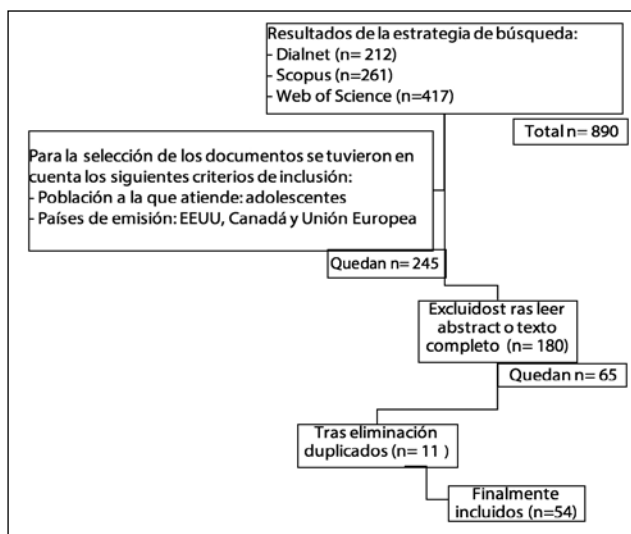 Resultados de la estrategia de búsqueda:
- Dialnet (n= 212)
- Scopus (n=261)
- Web of Science (n=417)
Total n= 890
Para la selección de los documentos se tuvieron en
cuenta los siguientes criterios de inclusión:
- Población a la que atiende: adolescentes
- Países de emisión: EEUU, Canadá y Unión Europea
Quedan n= 245
Excluidost ras leer
abstract o texto
completo (n= 180)
Quedan n= 65
Tras eliminación
duplicados (n= 11 )
Finalmente
incluidos (n=54)